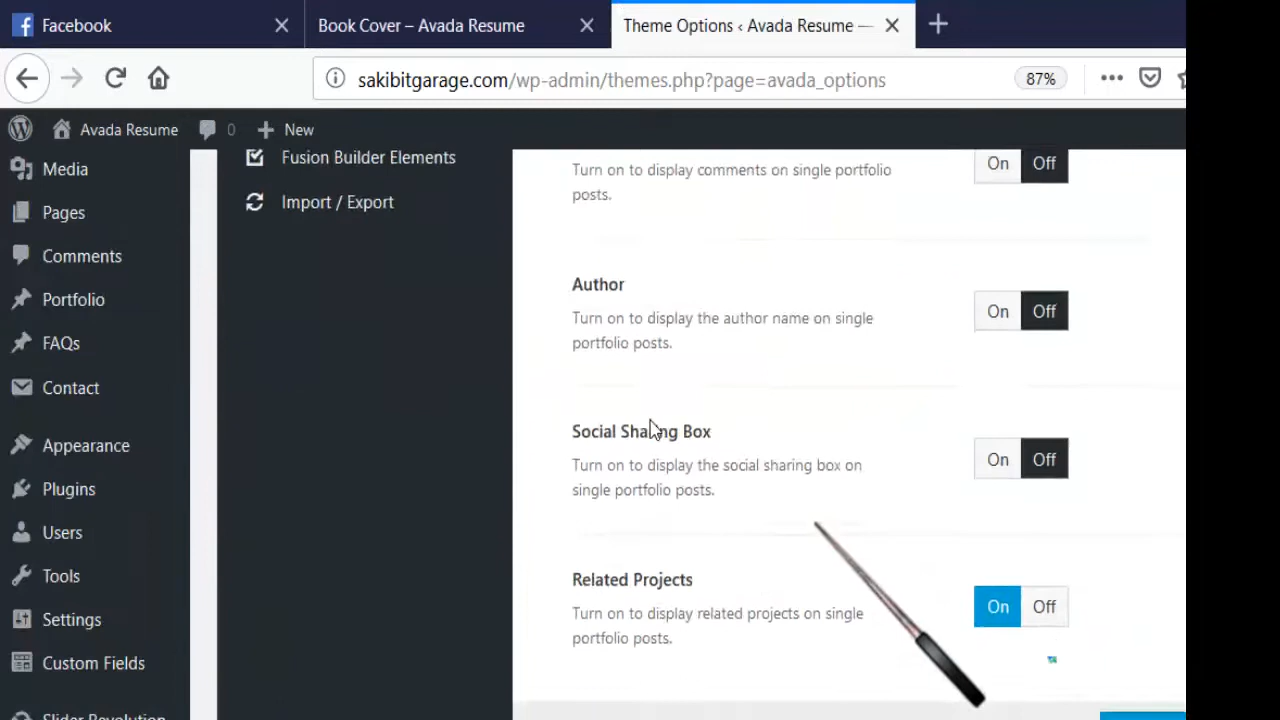 Facebook
Book Cover – Avada Resume
Theme Options ‹ Avada Resume —
sakibitgarage.com/wp-admin/themes.php?page=avada_options
87%
Avada Resume
0
New
Media
Pages
Comments
Portfolio
FAQs
Contact
Appearance
Plugins
Users
Tools
Settings
Custom Fields
Slider Revolution
Fusion Builder Elements
Import / Export
Turn on to display comments on single portfolio
posts.
On Off
Author
Turn on to display the author name on single
portfolio posts.
On Off
Social Sharing Box
Turn on to display the social sharing box on
single portfolio posts.
On Off
Related Projects
Turn on to display related projects on single
portfolio posts.
On Off